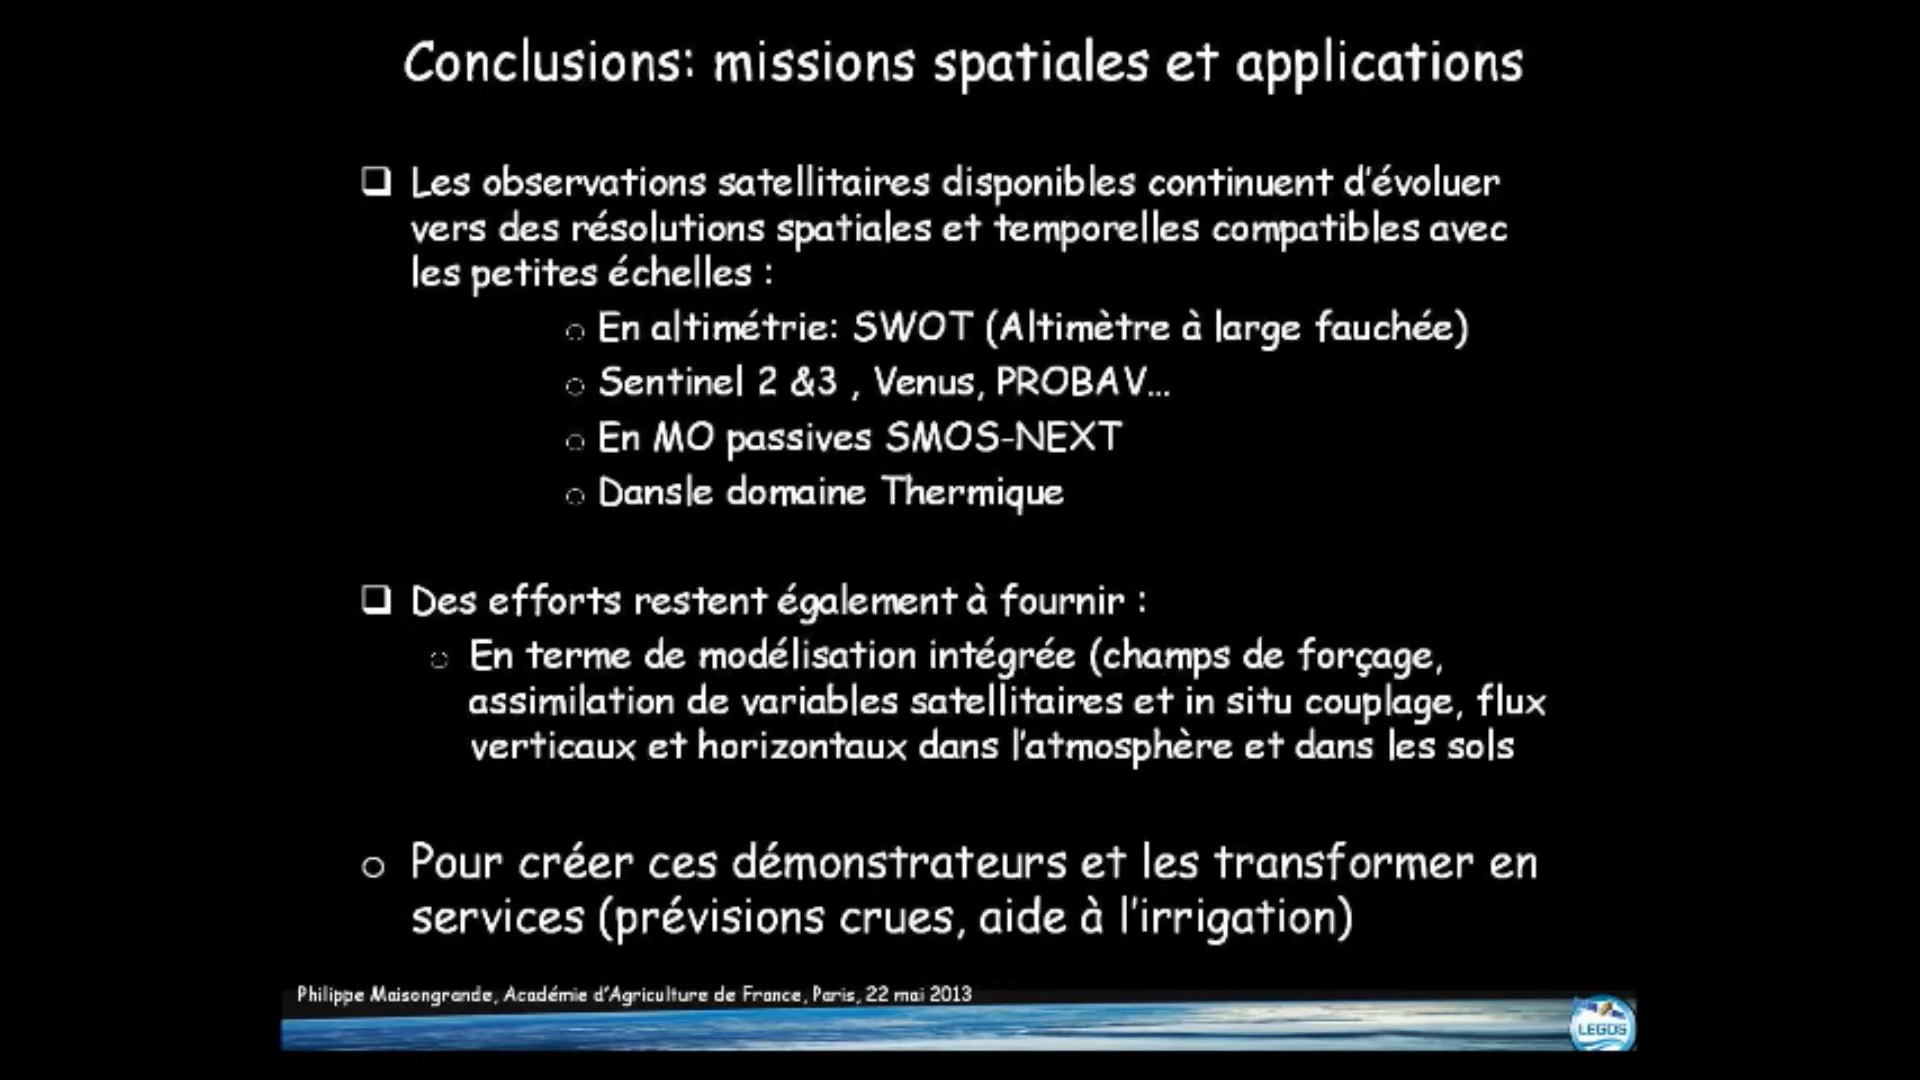 Conclusions: missions spatiales et applications
❑ Les observations satellitaires disponibles continuent d'évoluer
vers des résolutions spatiales et temporelles compatibles avec
les petites échelles :
○ En altimétrie: SWOT (Altimètre à large fauchée)
○ Sentinel 2 &3 , Venus, PROBAV...
○ En MO passives SMOS-NEXT
○ Dansle domaine Thermique
❑ Des efforts restent également à fournir :
○ En terme de modélisation intégrée (champs de forçage,
assimilation de variables satellitaires et in situ couplage, flux
verticaux et horizontaux dans l'atmosphère et dans les sols
○ Pour créer ces démonstrateurs et les transformer en
services (prévisions crues, aide à l'irrigation)
Philippe Maisongrande, Académie d'Agriculture de France, Paris, 22 mai 2013
LEGOS